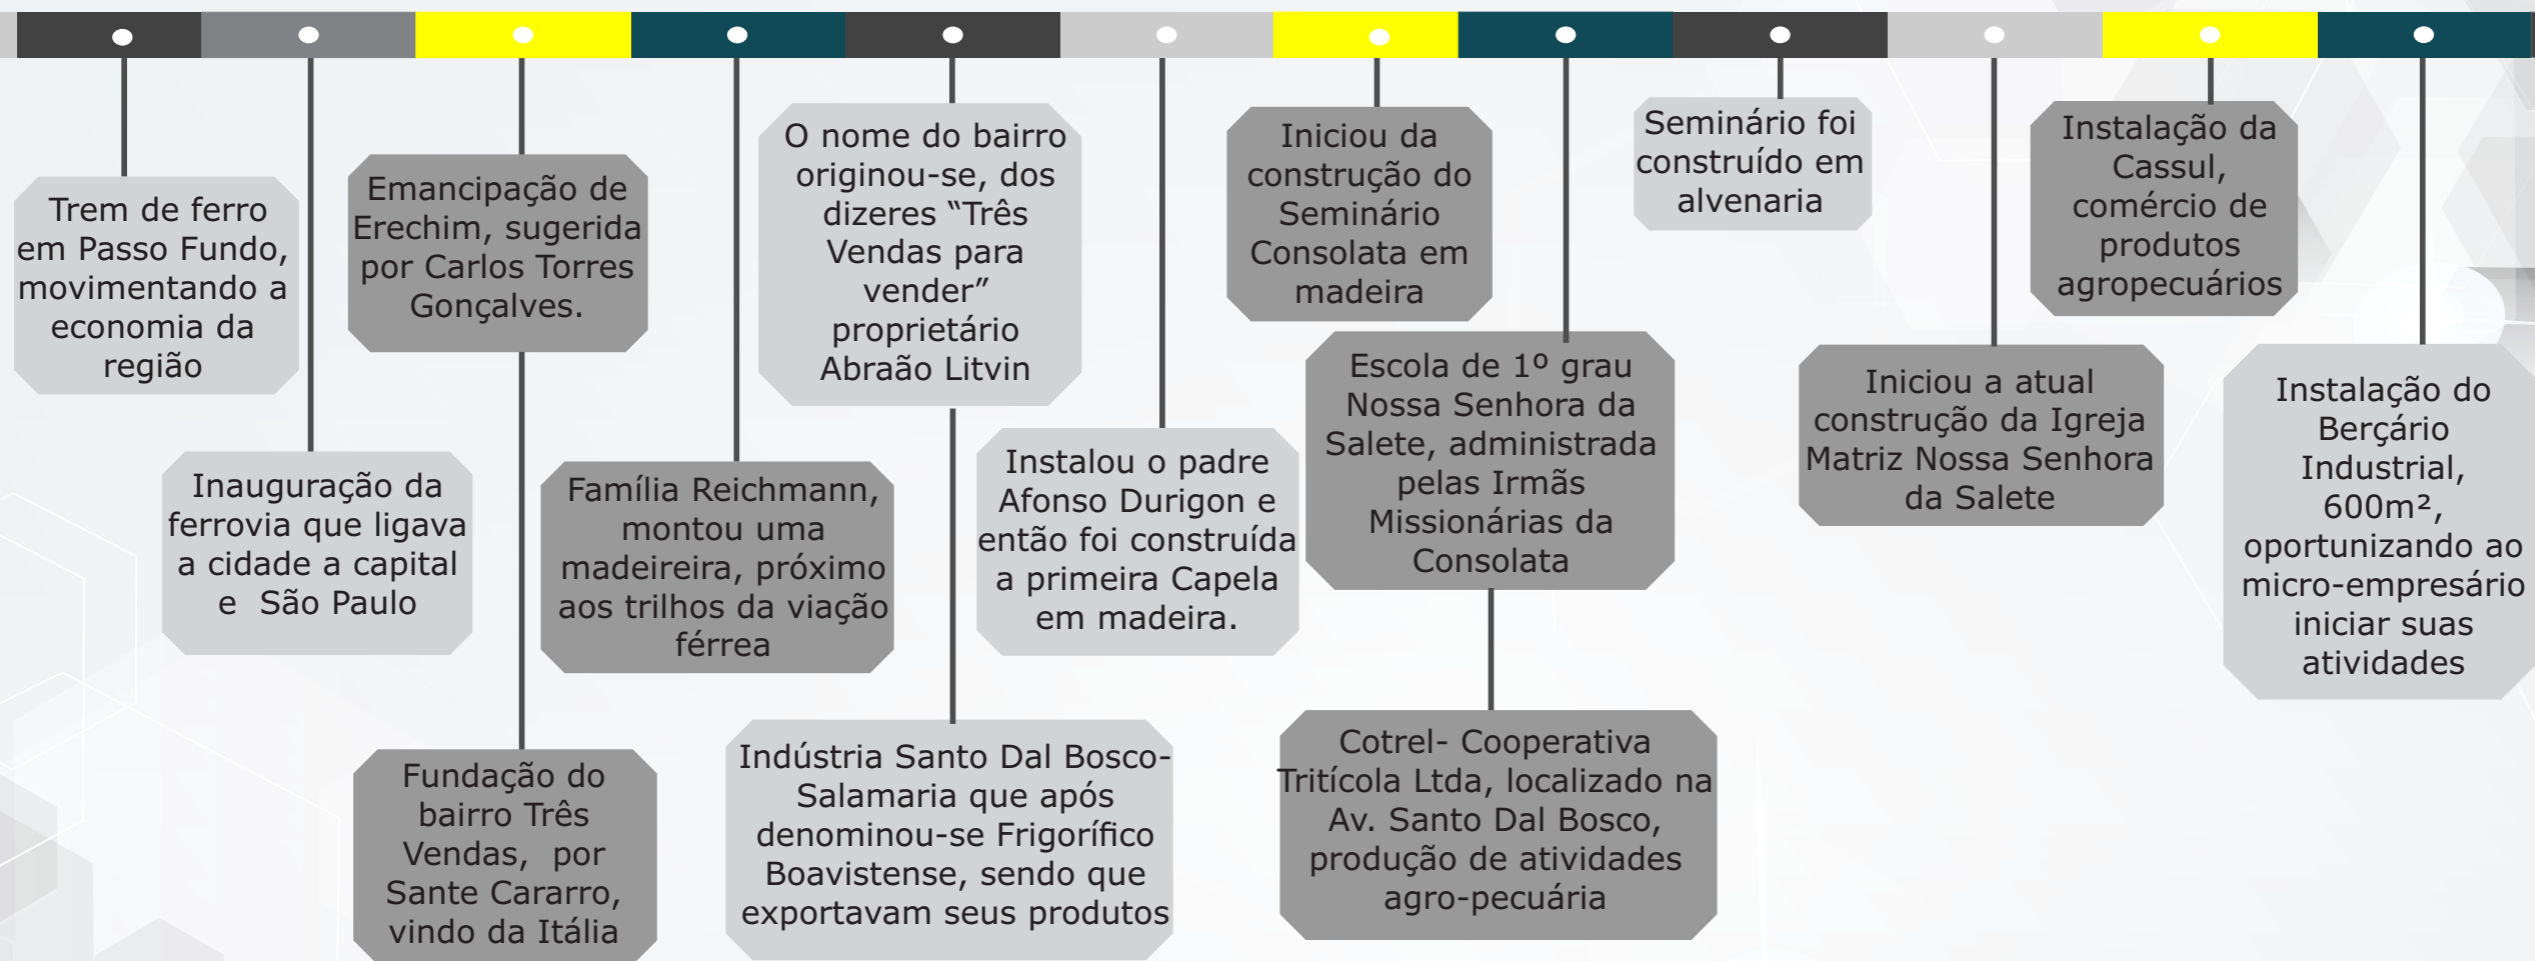 Trem de ferro
em Passo Fundo,
movimentando a
economia da
região
Inauguração da
ferrovia que ligava
a cidade a capital
e São Paulo
Emancipação de
Erechim, sugerida
por Carlos Torres
Gonçalves.
Fundação do
bairro Três
Vendas, por
Sante Cararro,
vindo da Itália
Família Reichmann,
montou uma
madeireira, próximo
aos trilhos da viação
férrea
O nome do bairro
originou-se, dos
dizeres “Três
Vendas para
vender”
proprietário
Abraão Litvin
Indústria Santo Dal Bosco-
Salamaria que após
denominou-se Frigorífico
Boavistense, sendo que
exportavam seus produtos
Instalou o padre
Afonso Durigon e
então foi construída
a primeira Capela
em madeira.
Iniciou da
construção do
Seminário
Consolata em
madeira
Escola de 1º grau
Nossa Senhora da
Salete, administrada
pelas Irmãs
Missionárias da
Consolata
Cotrel- Cooperativa
Tritícola Ltda, localizado na
Av. Santo Dal Bosco,
produção de atividades
agro-pecuária
Seminário foi
construído em
alvenaria
Iniciou a atual
construção da Igreja
Matriz Nossa Senhora
da Salete
Instalação da
Cassul,
comércio de
produtos
agropecuários
Instalação do
Berçário
Industrial,
600m²,
oportunizando ao
micro-empresário
iniciar suas
atividades